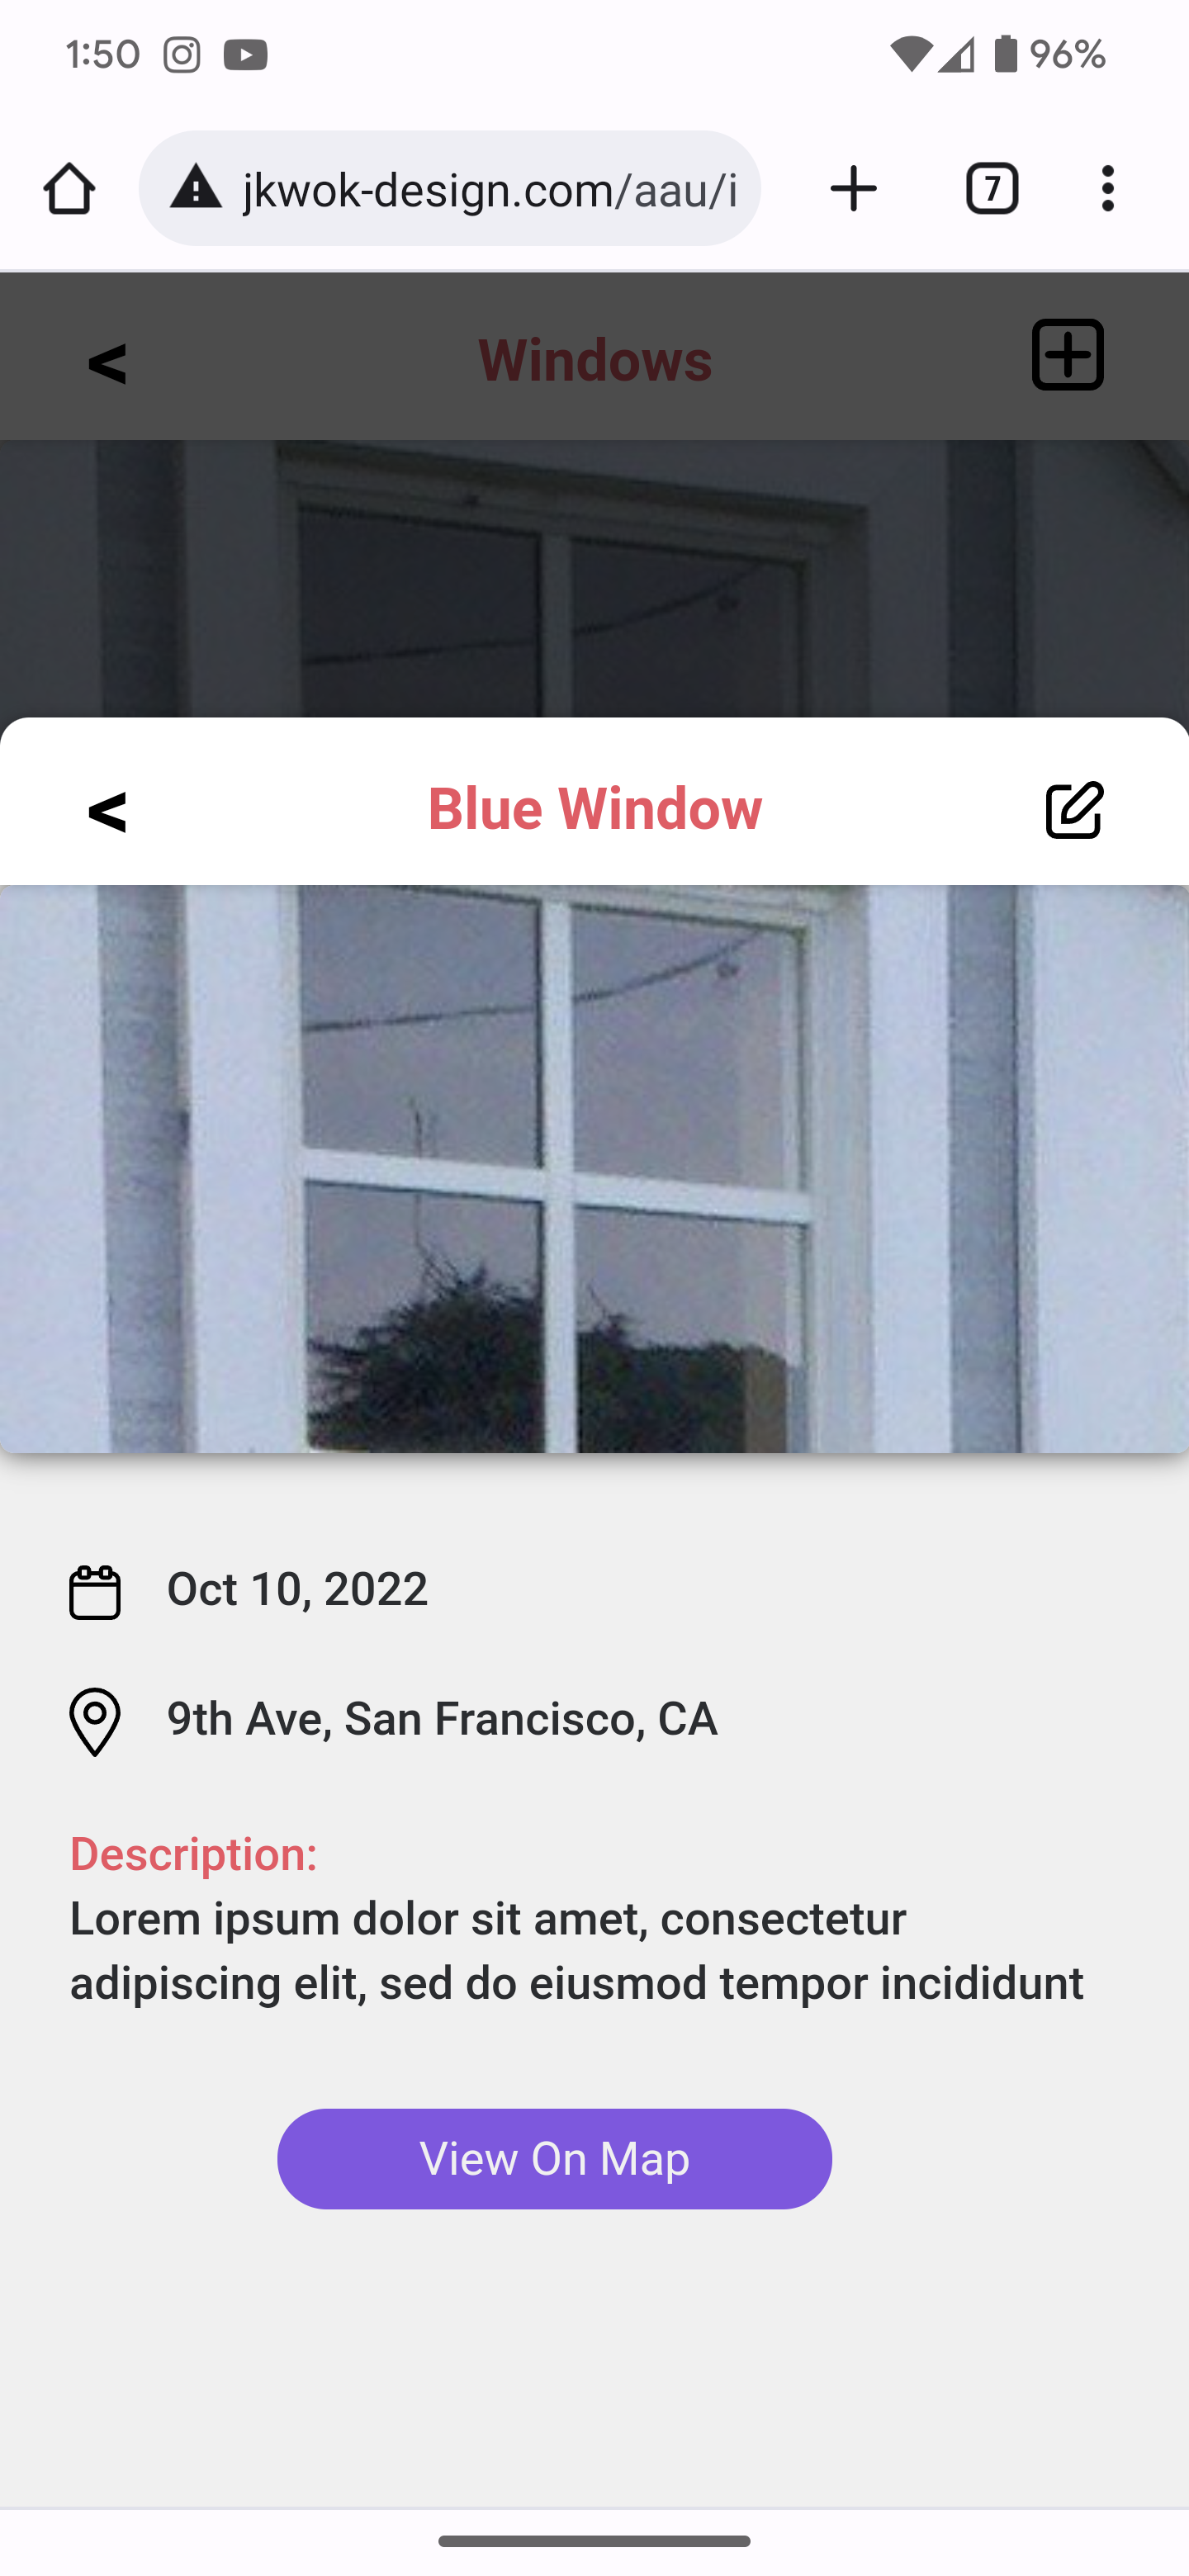 1:50
96%
jkwok-design.com/aau/i
7
< Windows
< Blue Window
Oct 10, 2022
9th Ave, San Francisco, CA
Description:
Lorem ipsum dolor sit amet, consectetur
adipiscing elit, sed do eiusmod tempor incididunt
View On Map